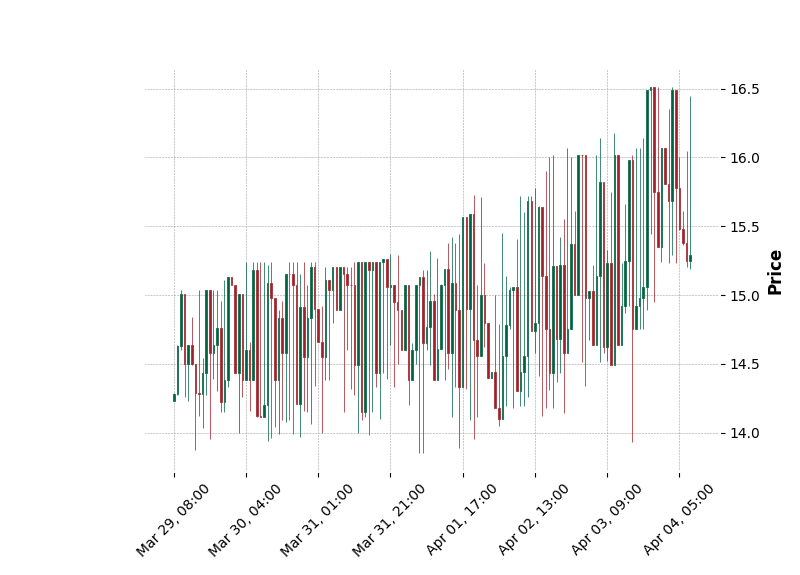 16.5
16.0
15.5
15.0
14.5
14.0
Price
Mar 29, 08:00
Mar 30, 04:00
Mar 31, 01:00
Mar 31, 21:00
Apr 01, 17:00
Apr 02, 13:00
Apr 03, 09:00
Apr 04, 05:00